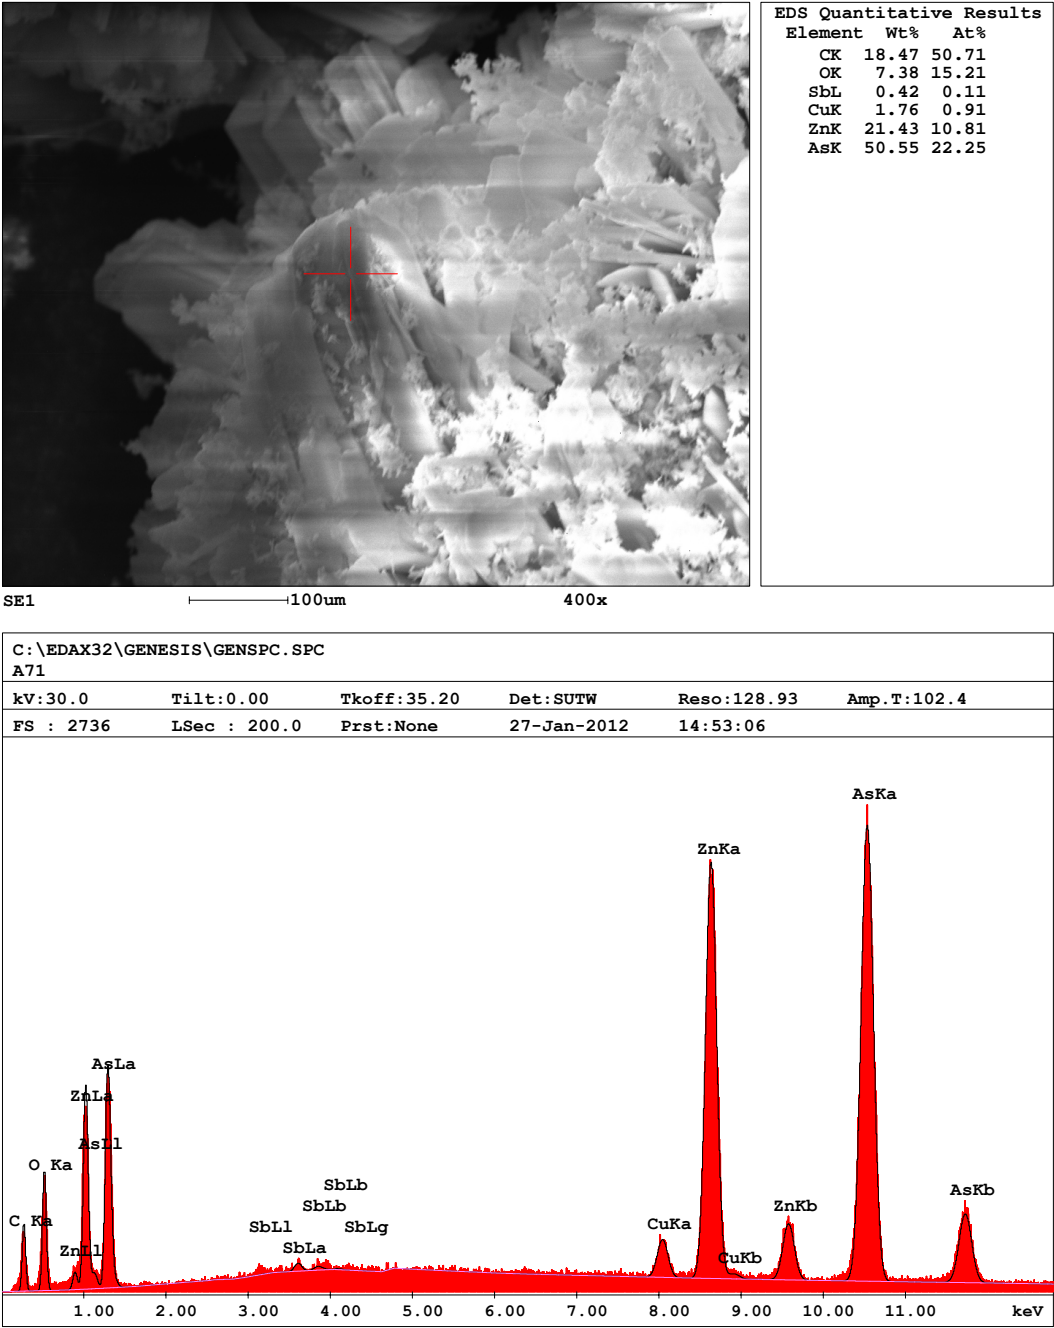 EDS Quantitative Results
Element Wt% At%
CK 18.47 50.71
OK 7.38 15.21
SbL 0.42 0.11
CuK 1.76 0.91
ZnK 21.43 10.81
AsK 50.55 22.25
SE1 100um 400x
C:\EDAX32\GENESIS\GENSPC.SPC
A71
kV:30.0 Tilt:0.00 Tkoff:35.20 Det:SUTW Reso:128.93 Amp.T:102.4
FS : 2736 LSec : 200.0 Prst:None 27-Jan-2012 14:53:06
AsKa
ZnKa
AsLa
ZnLa
AsLl
O Ka
SbLb
AsKb
SbLb
ZnKb
C Ka
SbLl
SbLg
CuKa
ZnLl
SbLa
CuKb
1.00 2.00 3.00 4.00 5.00 6.00 7.00 8.00 9.00 10.00 11.00 keV